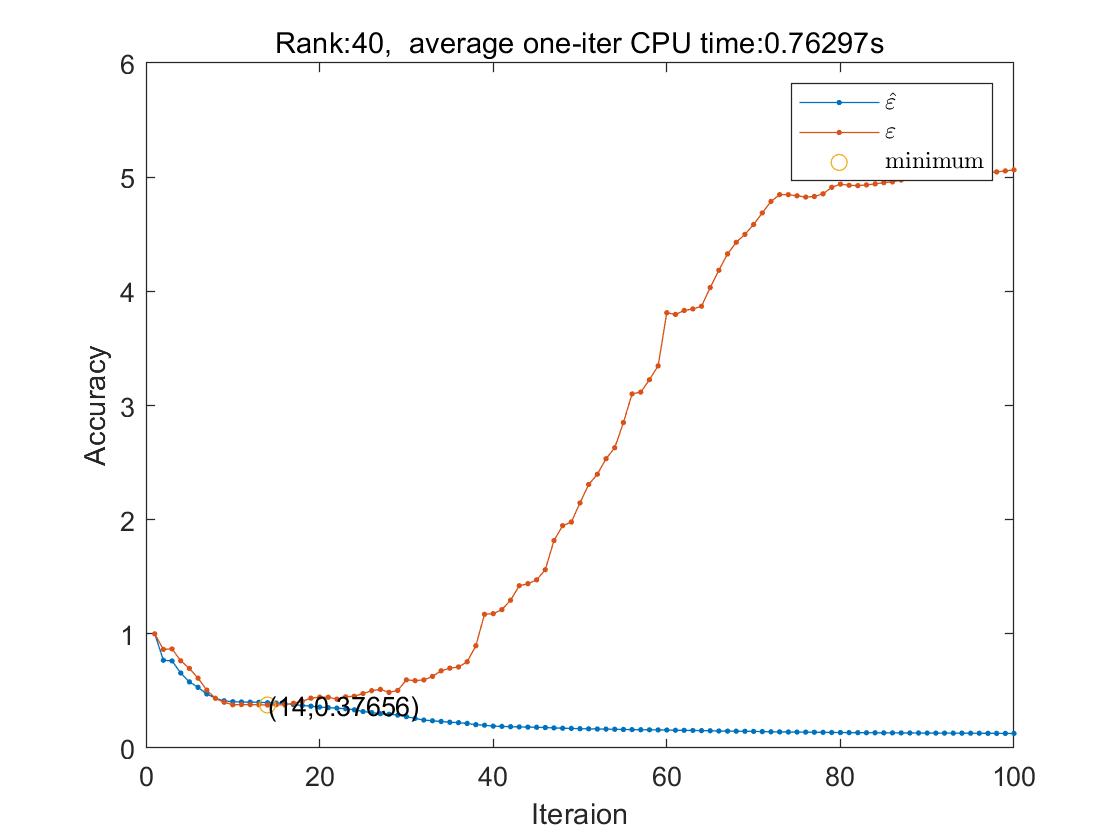 Rank:40,  average one-iter CPU time:0.76297s
6
5
4
3
2
1
0
Accuracy
ε̂
ε
minimum
(14,0.37656)
0 20 40 60 80 100
Iteraion